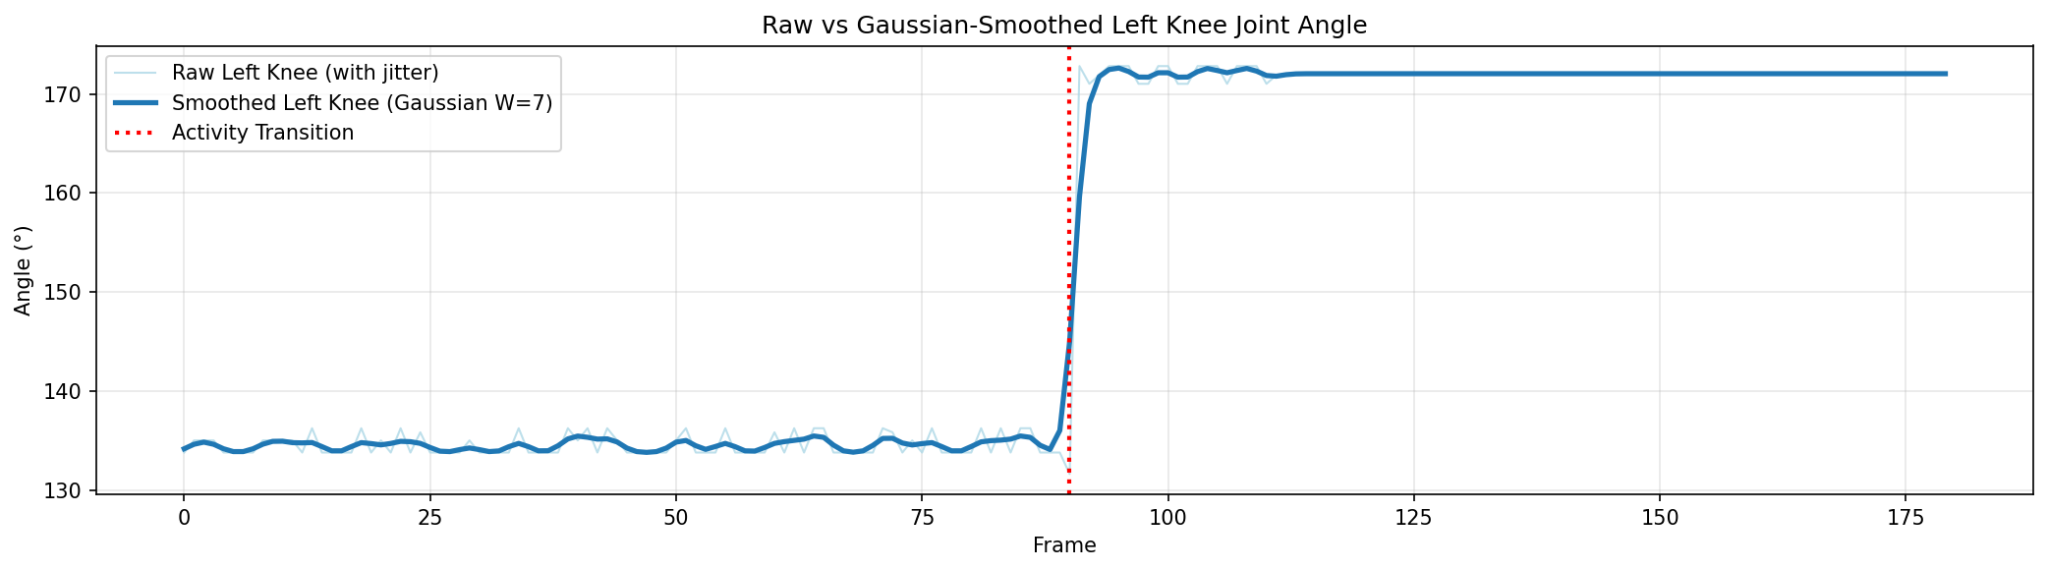 Raw vs Gaussian-Smoothed Left Knee Joint Angle
Raw Left Knee (with jitter)
Smoothed Left Knee (Gaussian W=7)
Activity Transition
Angle (°)
170
160
150
140
130
0 25 50 75 100 125 150 175
Frame